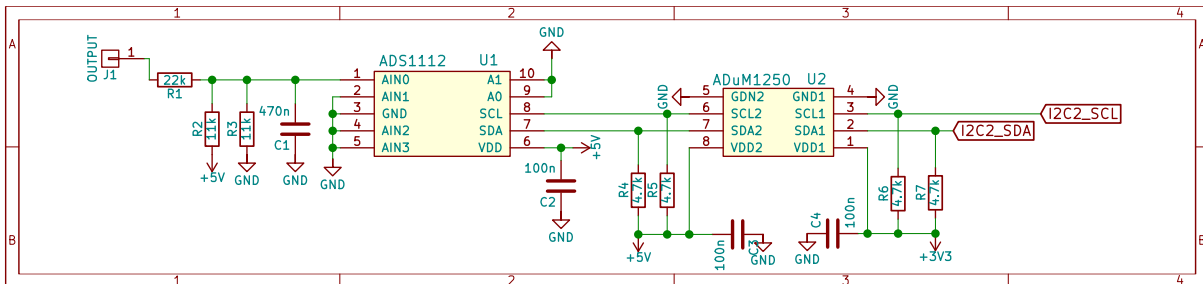 1 2 3 4
A
OUTPUT
J1
1
22k
R1
R2
11k
+5V
R3
11k
GND
470n
C1
GND
GND
ADS1112 U1
1 AIN0 A1 10
2 AIN1 A0 9
3 GND SCL 8
4 AIN2 SDA 7
5 AIN3 VDD 6
GND
+5V
100n
C2
GND
R4
4.7k
R5
4.7k
+5V
100n
C3
GND
GND
ADuM1250 U2
5 GDN2 GND1 4
6 SCL2 SCL1 3
7 SDA2 SDA1 2
8 VDD2 VDD1 1
GND
C4
100n
GND
R6
4.7k
R7
4.7k
+3V3
I2C2_SCL
I2C2_SDA
A
B
B
1 2 3 4